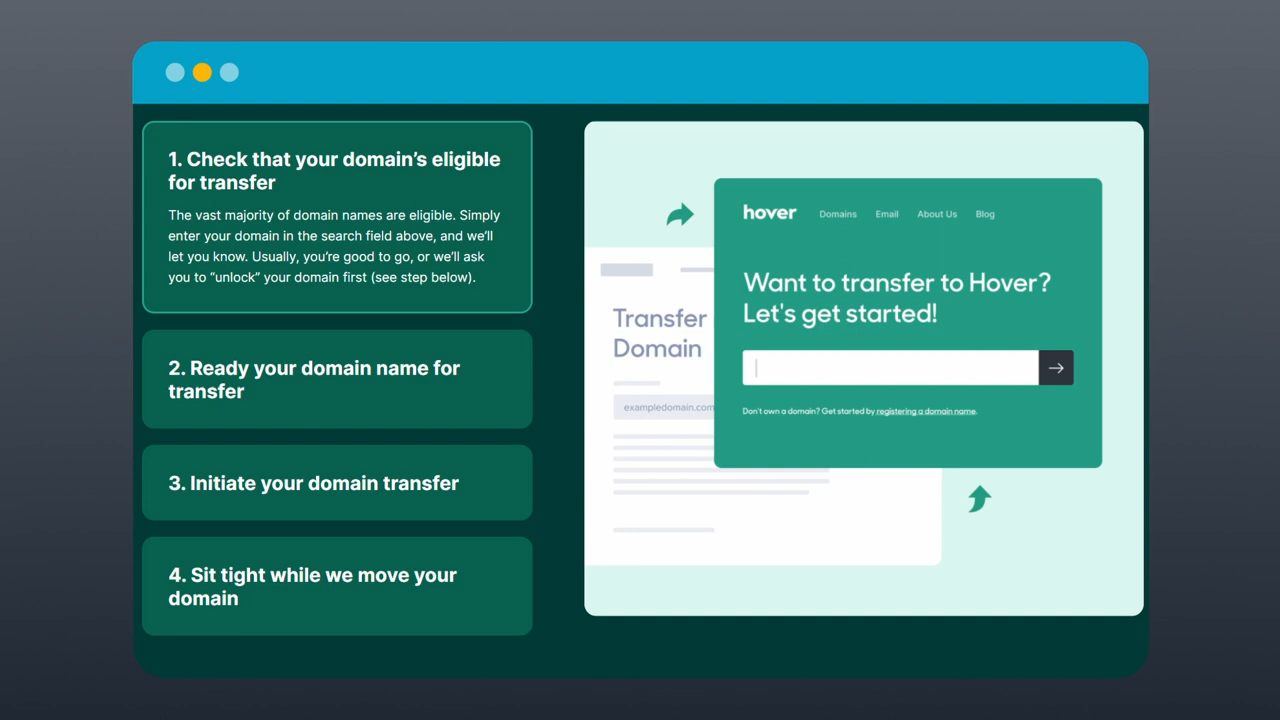 1. Check that your domain’s eligible
for transfer
The vast majority of domain names are eligible. Simply
enter your domain in the search field above, and we’ll
let you know. Usually, you’re good to go, or we’ll ask
you to “unlock” your domain first (see step below).
2. Ready your domain name for
transfer
3. Initiate your domain transfer
4. Sit tight while we move your
domain
hover Domains Email About Us Blog
Want to transfer to Hover?
Let's get started!
Don't own a domain? Get started by registering a domain name.
Transfer
Domain
exampledomain.com